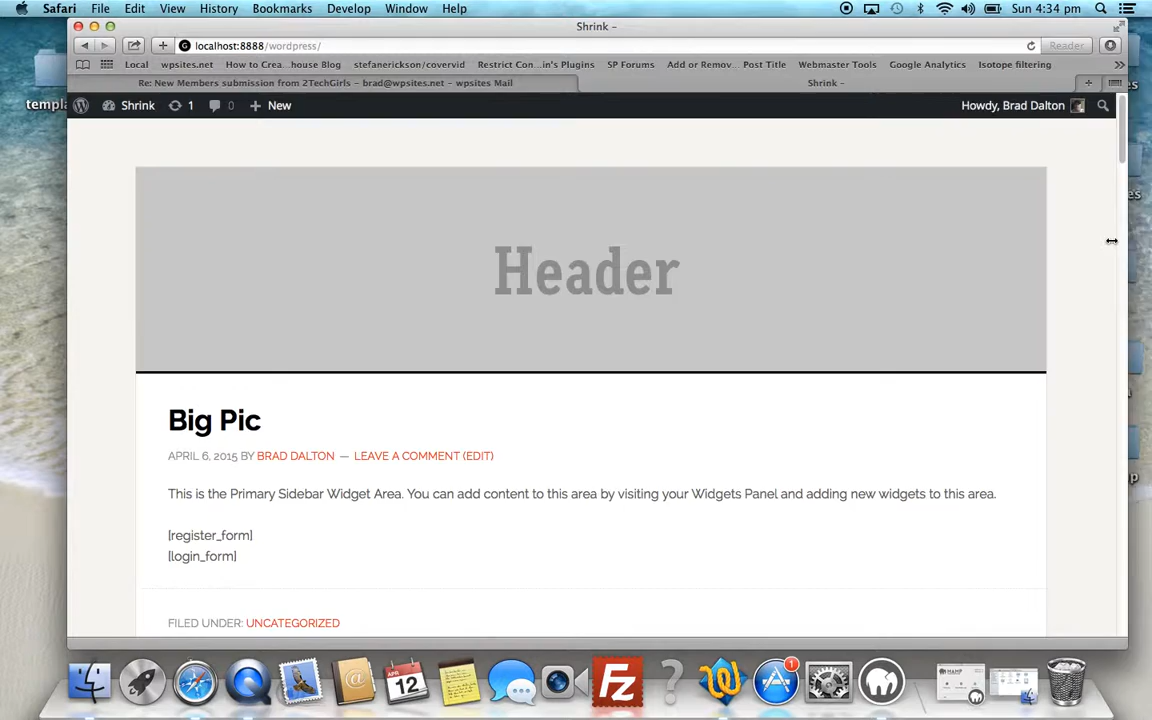 Safari File Edit View History Bookmarks Develop Window Help Sun 4:34 pm
Shrink –
localhost:8888/wordpress/ Reader
Local wpsites.net How to Crea...house Blog stefanerickson/coverid Restrict Con...in's Plugins SP Forums Add or Remov... Post Title Webmaster Tools Google Analytics Isotope filtering
Re: New Members submission from 2TechGirls – brad@wpsites.net – wpsites Mail Shrink –
Shrink 1 0 New Howdy, Brad Dalton
Header
Big Pic
APRIL 6, 2015 BY BRAD DALTON — LEAVE A COMMENT (EDIT)
This is the Primary Sidebar Widget Area. You can add content to this area by visiting your Widgets Panel and adding new widgets to this area.
[register_form]
[login_form]
FILED UNDER: UNCATEGORIZED
APR
12
Fz
1